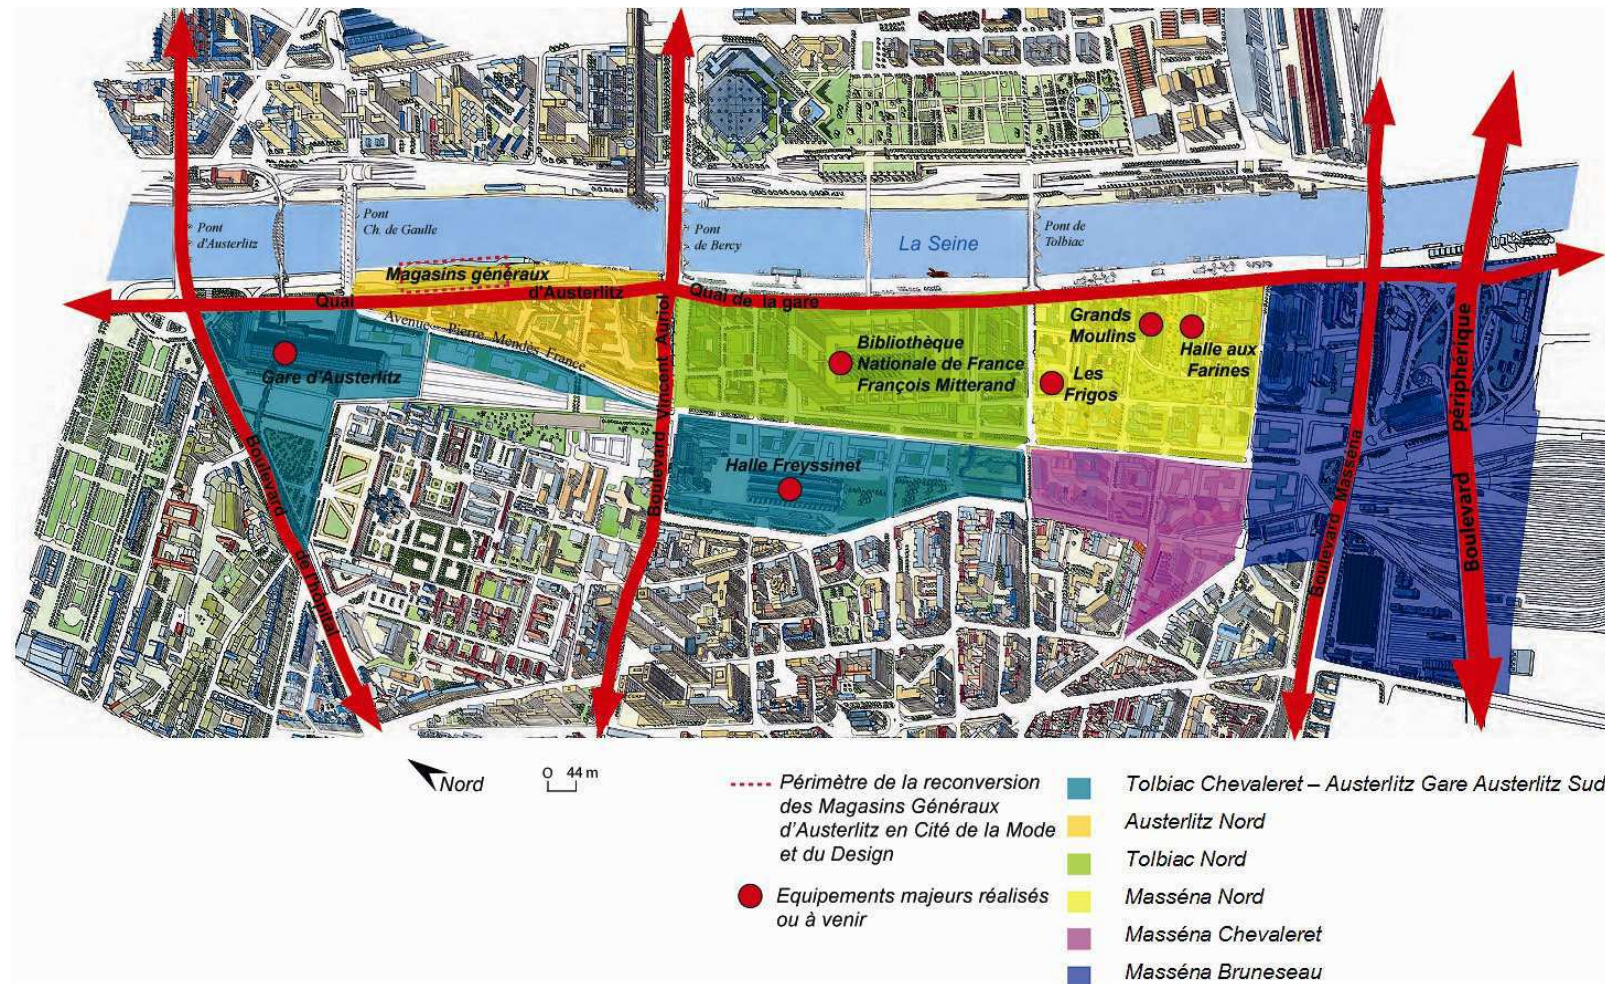 Pont
d'Austerlitz
Pont
Ch. de Gaulle
Pont
de Bercy
La Seine
Pont de
Tolbiac
Magasins généraux
Quai
d'Austerlitz
Quai de la gare
Avenue Pierre Mendès France
Gare d'Austerlitz
Boulevard Vincent Auriol
Bibliothèque
Nationale de France
François Mitterand
Grands
Moulins
Halle aux
Farines
Les
Frigos
Halle Freyssinet
Boulevard
de l'hôpital
Boulevard Masséna
Boulevard
périphérique
Nord
O 44 m
Périmètre de la reconversion
des Magasins Généraux
d'Austerlitz en Cité de la Mode
et du Design
Equipements majeurs réalisés
ou à venir
Tolbiac Chevaleret – Austerlitz Gare Austerlitz Sud
Austerlitz Nord
Tolbiac Nord
Masséna Nord
Masséna Chevaleret
Masséna Bruneseau